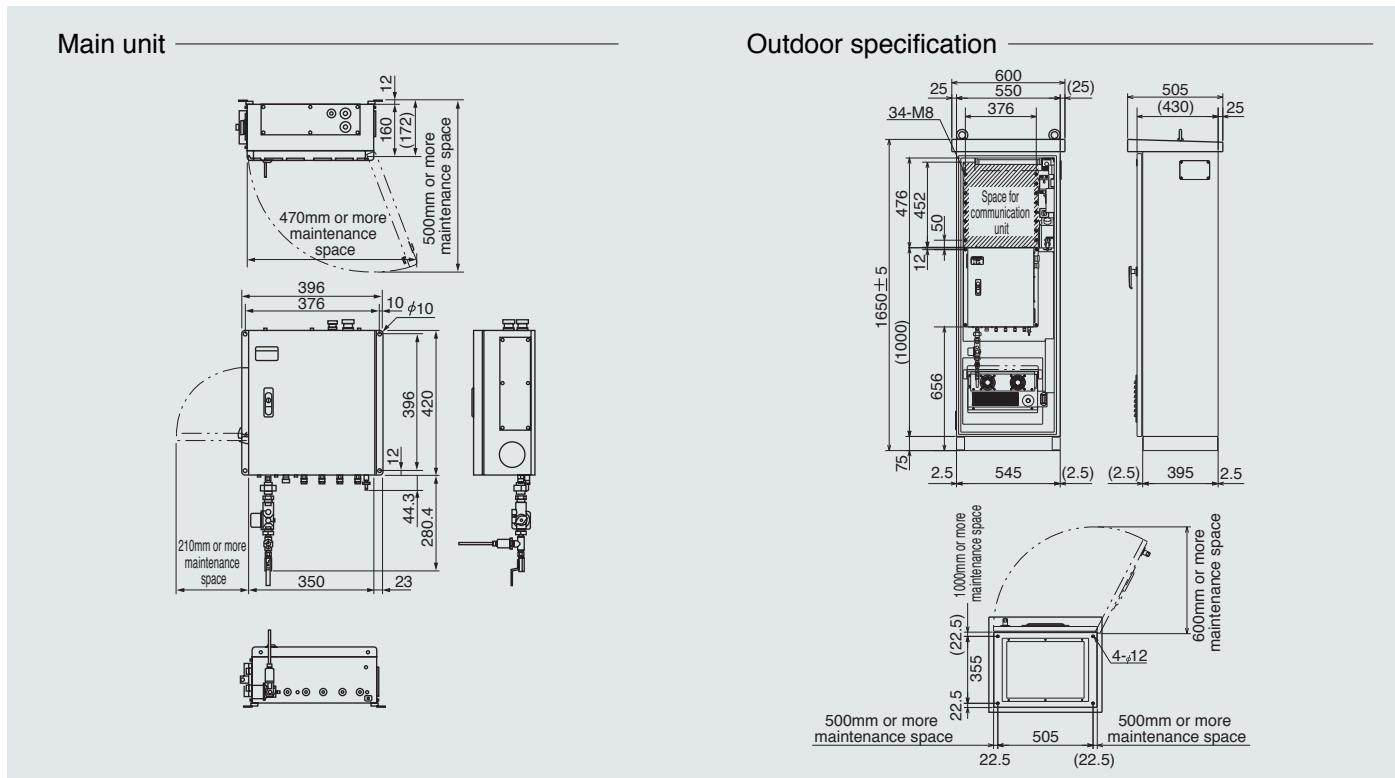 Main unit
12
160
(172)
500mm or more
maintenance space
470mm or more
maintenance
space
396
376
10
φ10
396
420
12
44.3
280.4
210mm or more
maintenance
space
350
23
Outdoor specification
600
25
550
(25)
376
34-M8
476
452
50
12
Space for
communication
unit
1650±5
(1000)
656
75
2.5
545
(2.5)
505
(430)
25
(2.5)
395
2.5
1000mm or more
maintenance space
600mm or more
maintenance space
(22.5)
355
22.5
4-φ12
500mm or more
maintenance space
505
500mm or more
maintenance space
22.5
(22.5)